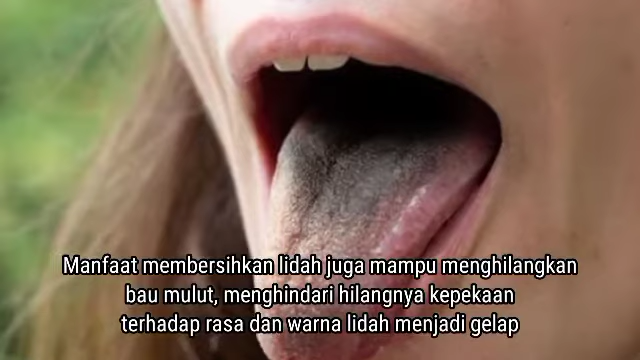 Manfaat membersihkan lidah juga mampu menghilangkan
bau mulut, menghindari hilangnya kepekaan
terhadap rasa dan warna lidah menjadi gelap